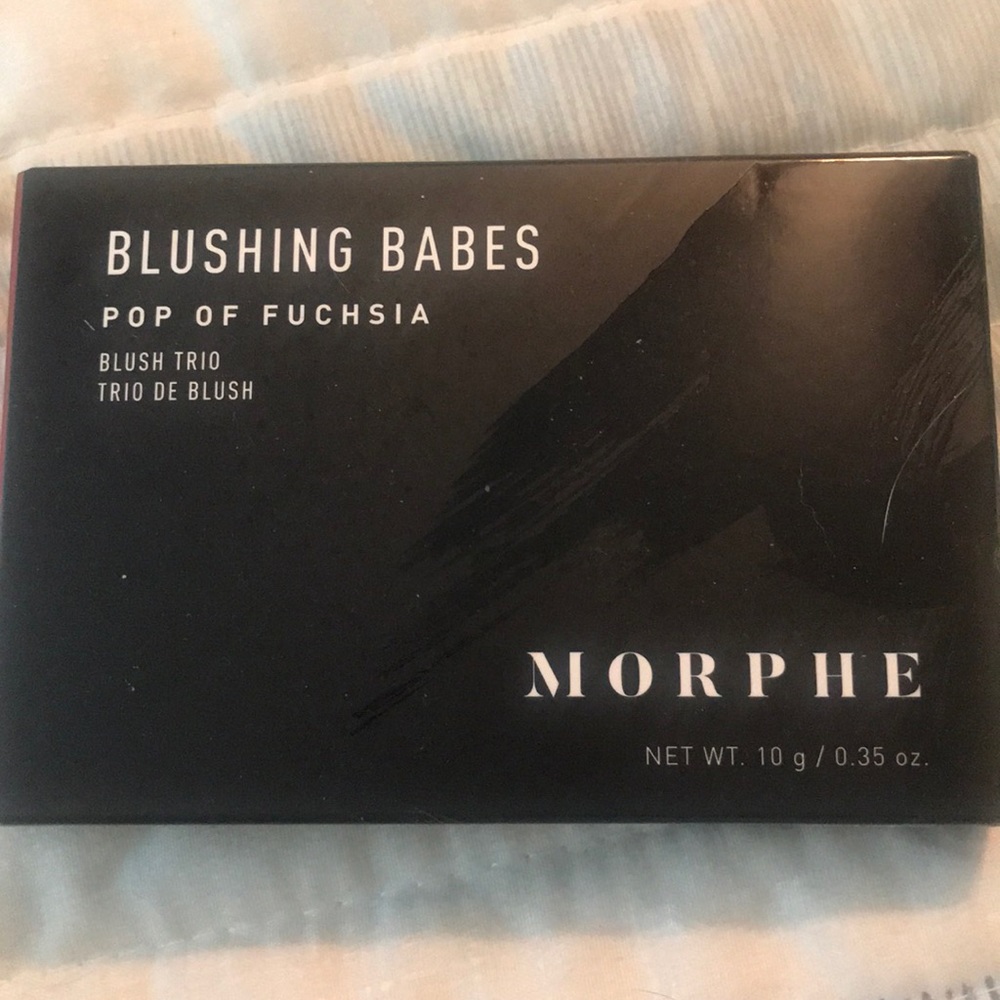 BLUSHING BABES
POP OF FUCHSIA
BLUSH TRIO
TRIO DE BLUSH
MORPHE
NET WT. 10 g / 0.35 oz.